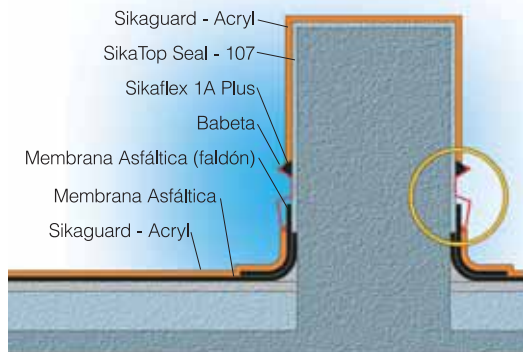 Sikaguard - Acryl
SikaTop Seal - 107
Sikaflex 1A Plus
Babeta
Membrana Asfáltica (faldón)
Membrana Asfáltica
Sikaguard - Acryl